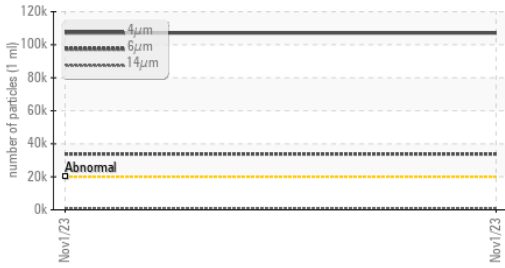 120k
100k
80k
60k
40k
20k
0k
number of particles (1 ml)
4μm
6μm
14μm
Abnormal
Nov1/23
Nov1/23